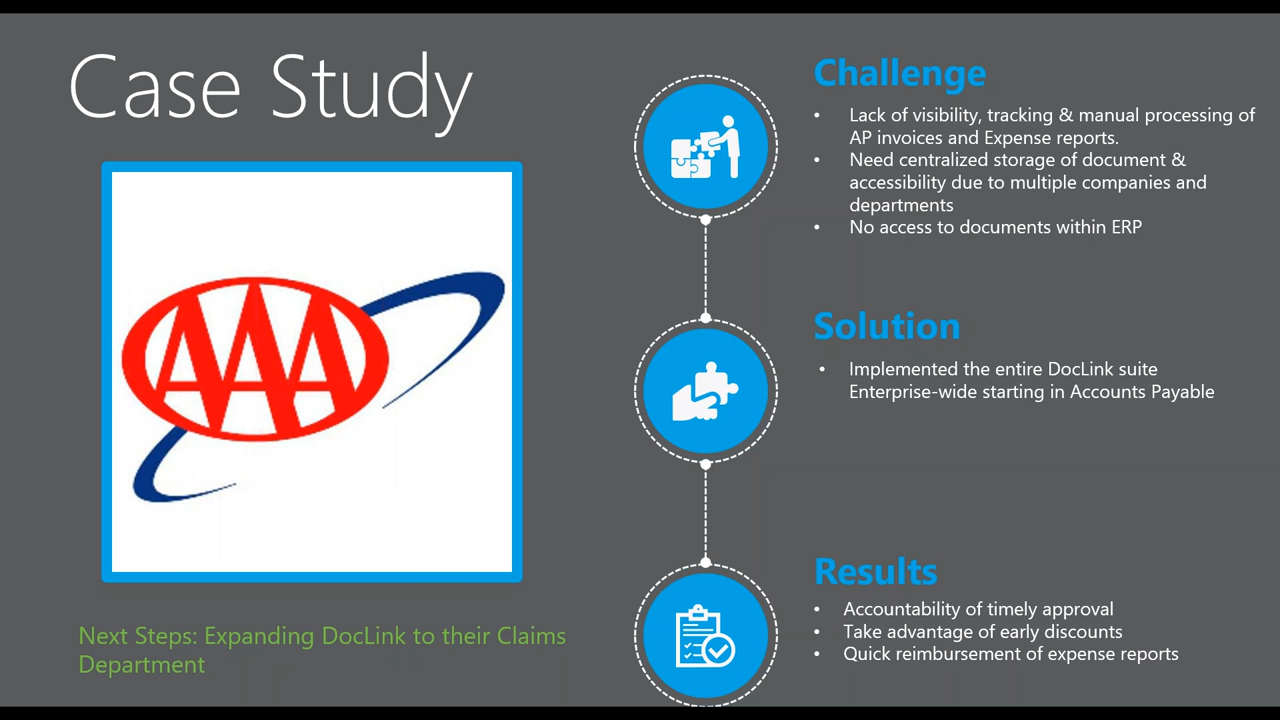 Case Study
AAA
Next Steps: Expanding DocLink to their Claims
Department
Challenge
• Lack of visibility, tracking & manual processing of
AP invoices and Expense reports.
• Need centralized storage of document &
accessibility due to multiple companies and
departments
• No access to documents within ERP
Solution
• Implemented the entire DocLink suite
Enterprise-wide starting in Accounts Payable
Results
• Accountability of timely approval
• Take advantage of early discounts
• Quick reimbursement of expense reports